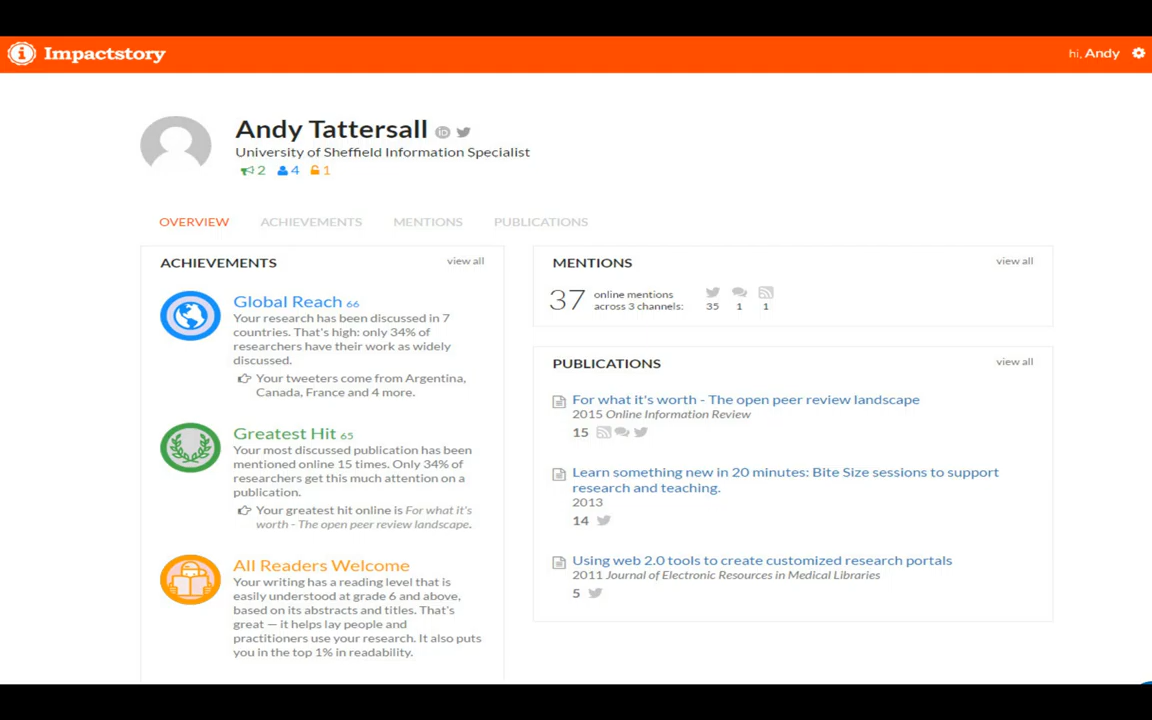 Impactstory
hi, Andy
Andy Tattersall
University of Sheffield Information Specialist
2 4 1
OVERVIEW ACHIEVEMENTS MENTIONS PUBLICATIONS
ACHIEVEMENTS view all
Global Reach 66
Your research has been discussed in 7
countries. That's high: only 34% of
researchers have their work as widely
discussed.
Your tweeters come from Argentina,
Canada, France and 4 more.
Greatest Hit 65
Your most discussed publication has been
mentioned online 15 times. Only 34% of
researchers get this much attention on a
publication.
Your greatest hit online is For what it's
worth - The open peer review landscape.
All Readers Welcome
Your writing has a reading level that is
easily understood at grade 6 and above,
based on its abstracts and titles. That's
great — it helps lay people and
practitioners use your research. It also puts
you in the top 1% in readability.
MENTIONS view all
37 online mentions
across 3 channels:
35 1 1
PUBLICATIONS view all
For what it's worth - The open peer review landscape
2015 Online Information Review
15
Learn something new in 20 minutes: Bite Size sessions to support
research and teaching.
2013
14
Using web 2.0 tools to create customized research portals
2011 Journal of Electronic Resources in Medical Libraries
5